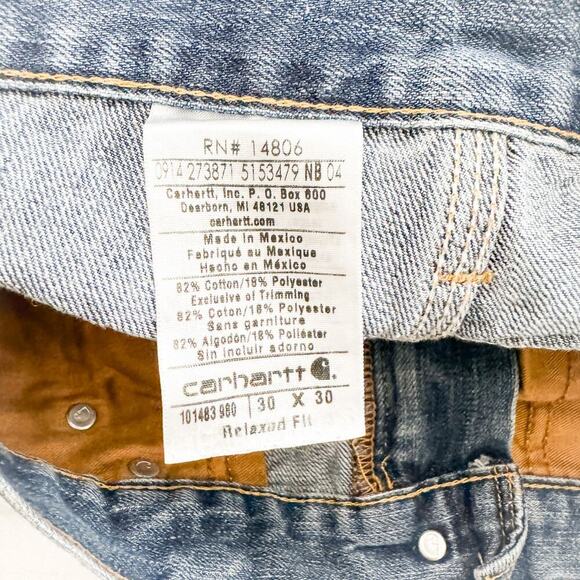 RN# 14806
0914 273871 5153479 NB 04
Carhartt, Inc. P. O. Box 600
Dearborn, MI 48121 USA
carhartt.com
Made in Mexico
Fabriqué au Mexique
Hecho en México
82% Cotton/18% Polyester
Exclusive of Trimming
82% Coton/18% Polyester
Sans garniture
82% Algodón/18% Poliéster
Sin incluir adorno
carhartt
101483 980 30 X 30
Relaxed Fit